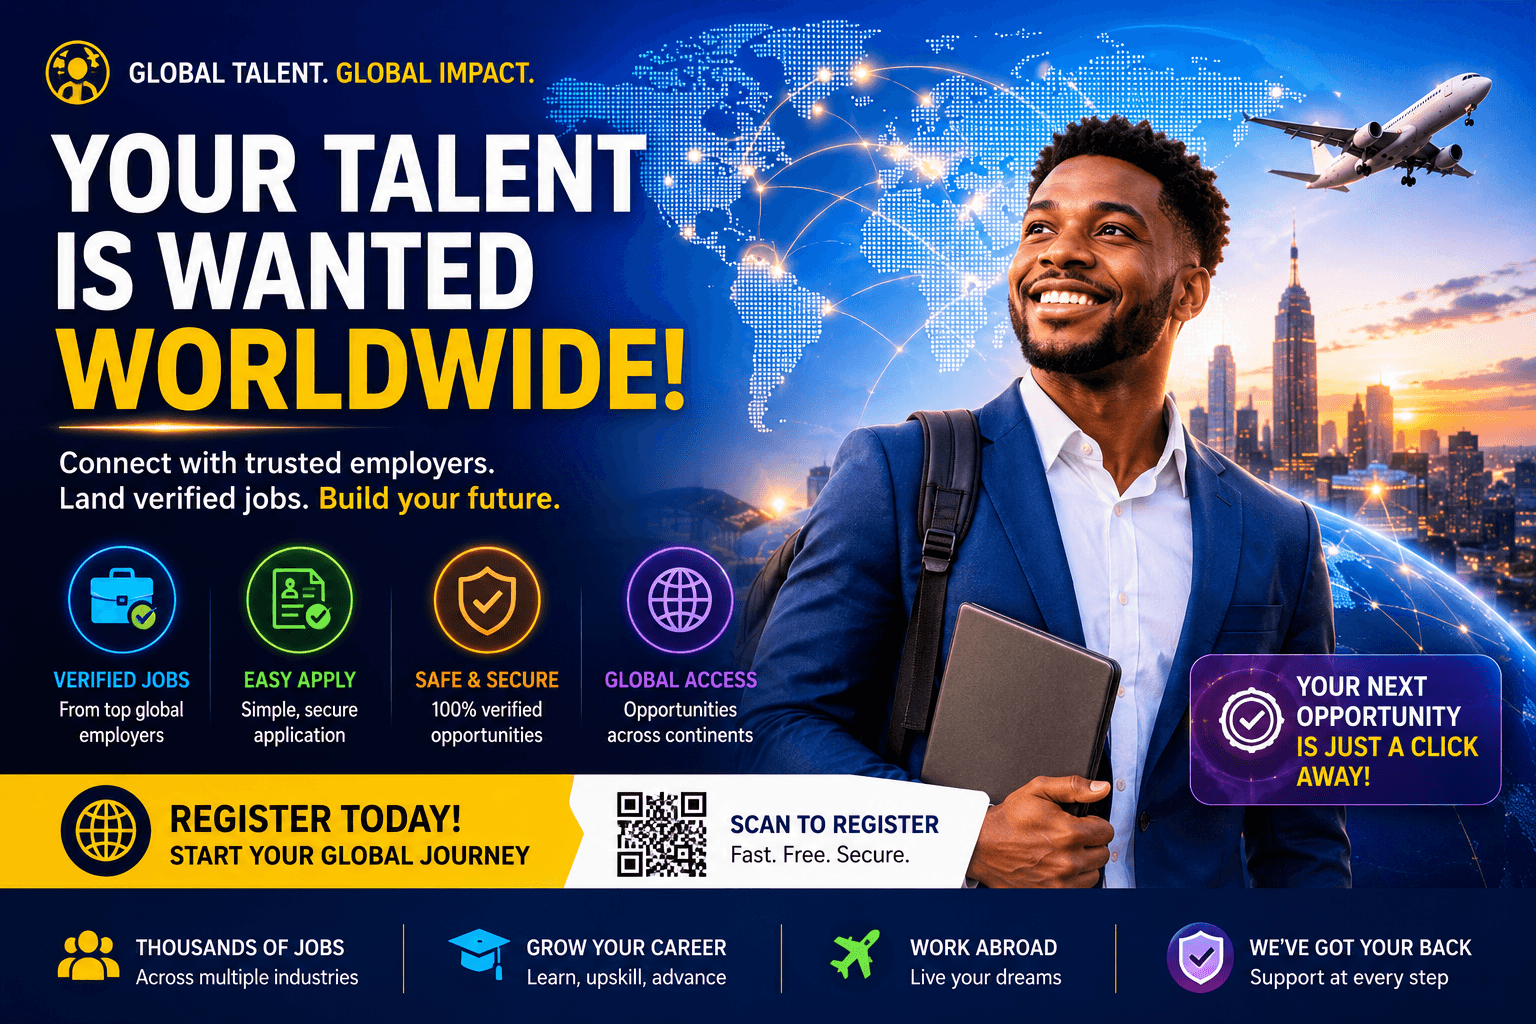 GLOBAL TALENT. GLOBAL IMPACT.
YOUR TALENT
IS WANTED
WORLDWIDE!
Connect with trusted employers.
Land verified jobs. Build your future.
VERIFIED JOBS
From top global
employers
EASY APPLY
Simple, secure
application
SAFE & SECURE
100% verified
opportunities
GLOBAL ACCESS
Opportunities
across continents
YOUR NEXT
OPPORTUNITY
IS JUST A CLICK
AWAY!
REGISTER TODAY!
START YOUR GLOBAL JOURNEY
SCAN TO REGISTER
Fast. Free. Secure.
THOUSANDS OF JOBS
Across multiple industries
GROW YOUR CAREER
Learn, upskill, advance
WORK ABROAD
Live your dreams
WE'VE GOT YOUR BACK
Support at every step